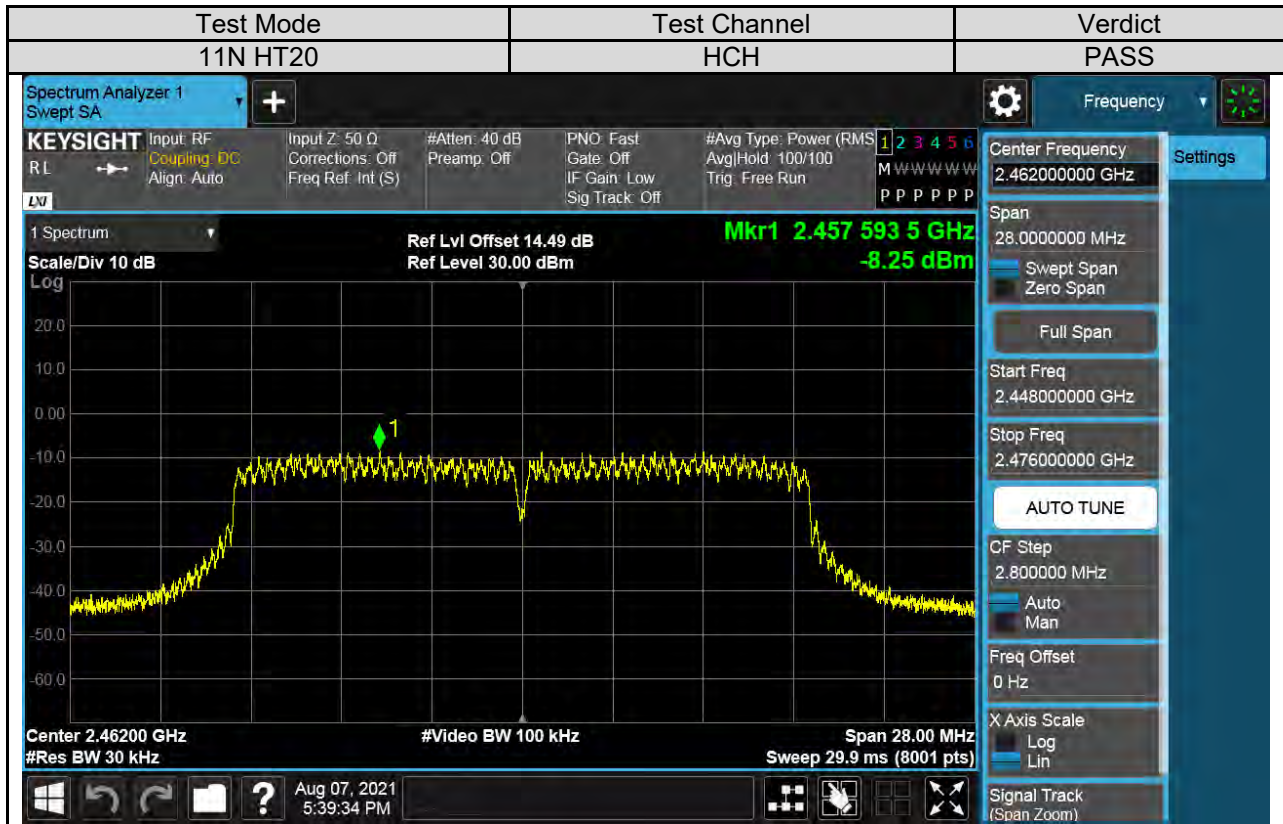 Test Mode Test Channel Verdict
11N HT20 HCH PASS
Spectrum Analyzer 1
Swept SA
+
Frequency
KEYSIGHT
R L
LXI
Input: RF
Coupling: DC
Align: Auto
Input Z: 50 Ω
Corrections: Off
Freq Ref: Int (S)
#Atten: 40 dB
Preamp: Off
PNO: Fast
Gate: Off
IF Gain: Low
Sig Track: Off
#Avg Type: Power (RMS
Avg|Hold: 100/100
Trig: Free Run
1 2 3 4 5 6
M W W W W W
P P P P P P
1 Spectrum
Scale/Div 10 dB
Log
Ref Lvl Offset 14.49 dB
Ref Level 30.00 dBm
Mkr1 2.457 593 5 GHz
-8.25 dBm
20.0
10.0
0.00
-10.0
-20.0
-30.0
-40.0
-50.0
-60.0
1
Center 2.46200 GHz
#Res BW 30 kHz
#Video BW 100 kHz
Span 28.00 MHz
Sweep 29.9 ms (8001 pts)
?
Aug 07, 2021
5:39:34 PM
Center Frequency
2.462000000 GHz
Settings
Span
28.0000000 MHz
Swept Span
Zero Span
Full Span
Start Freq
2.448000000 GHz
Stop Freq
2.476000000 GHz
AUTO TUNE
CF Step
2.800000 MHz
Auto
Man
Freq Offset
0 Hz
X Axis Scale
Log
Lin
Signal Track
(Span Zoom)